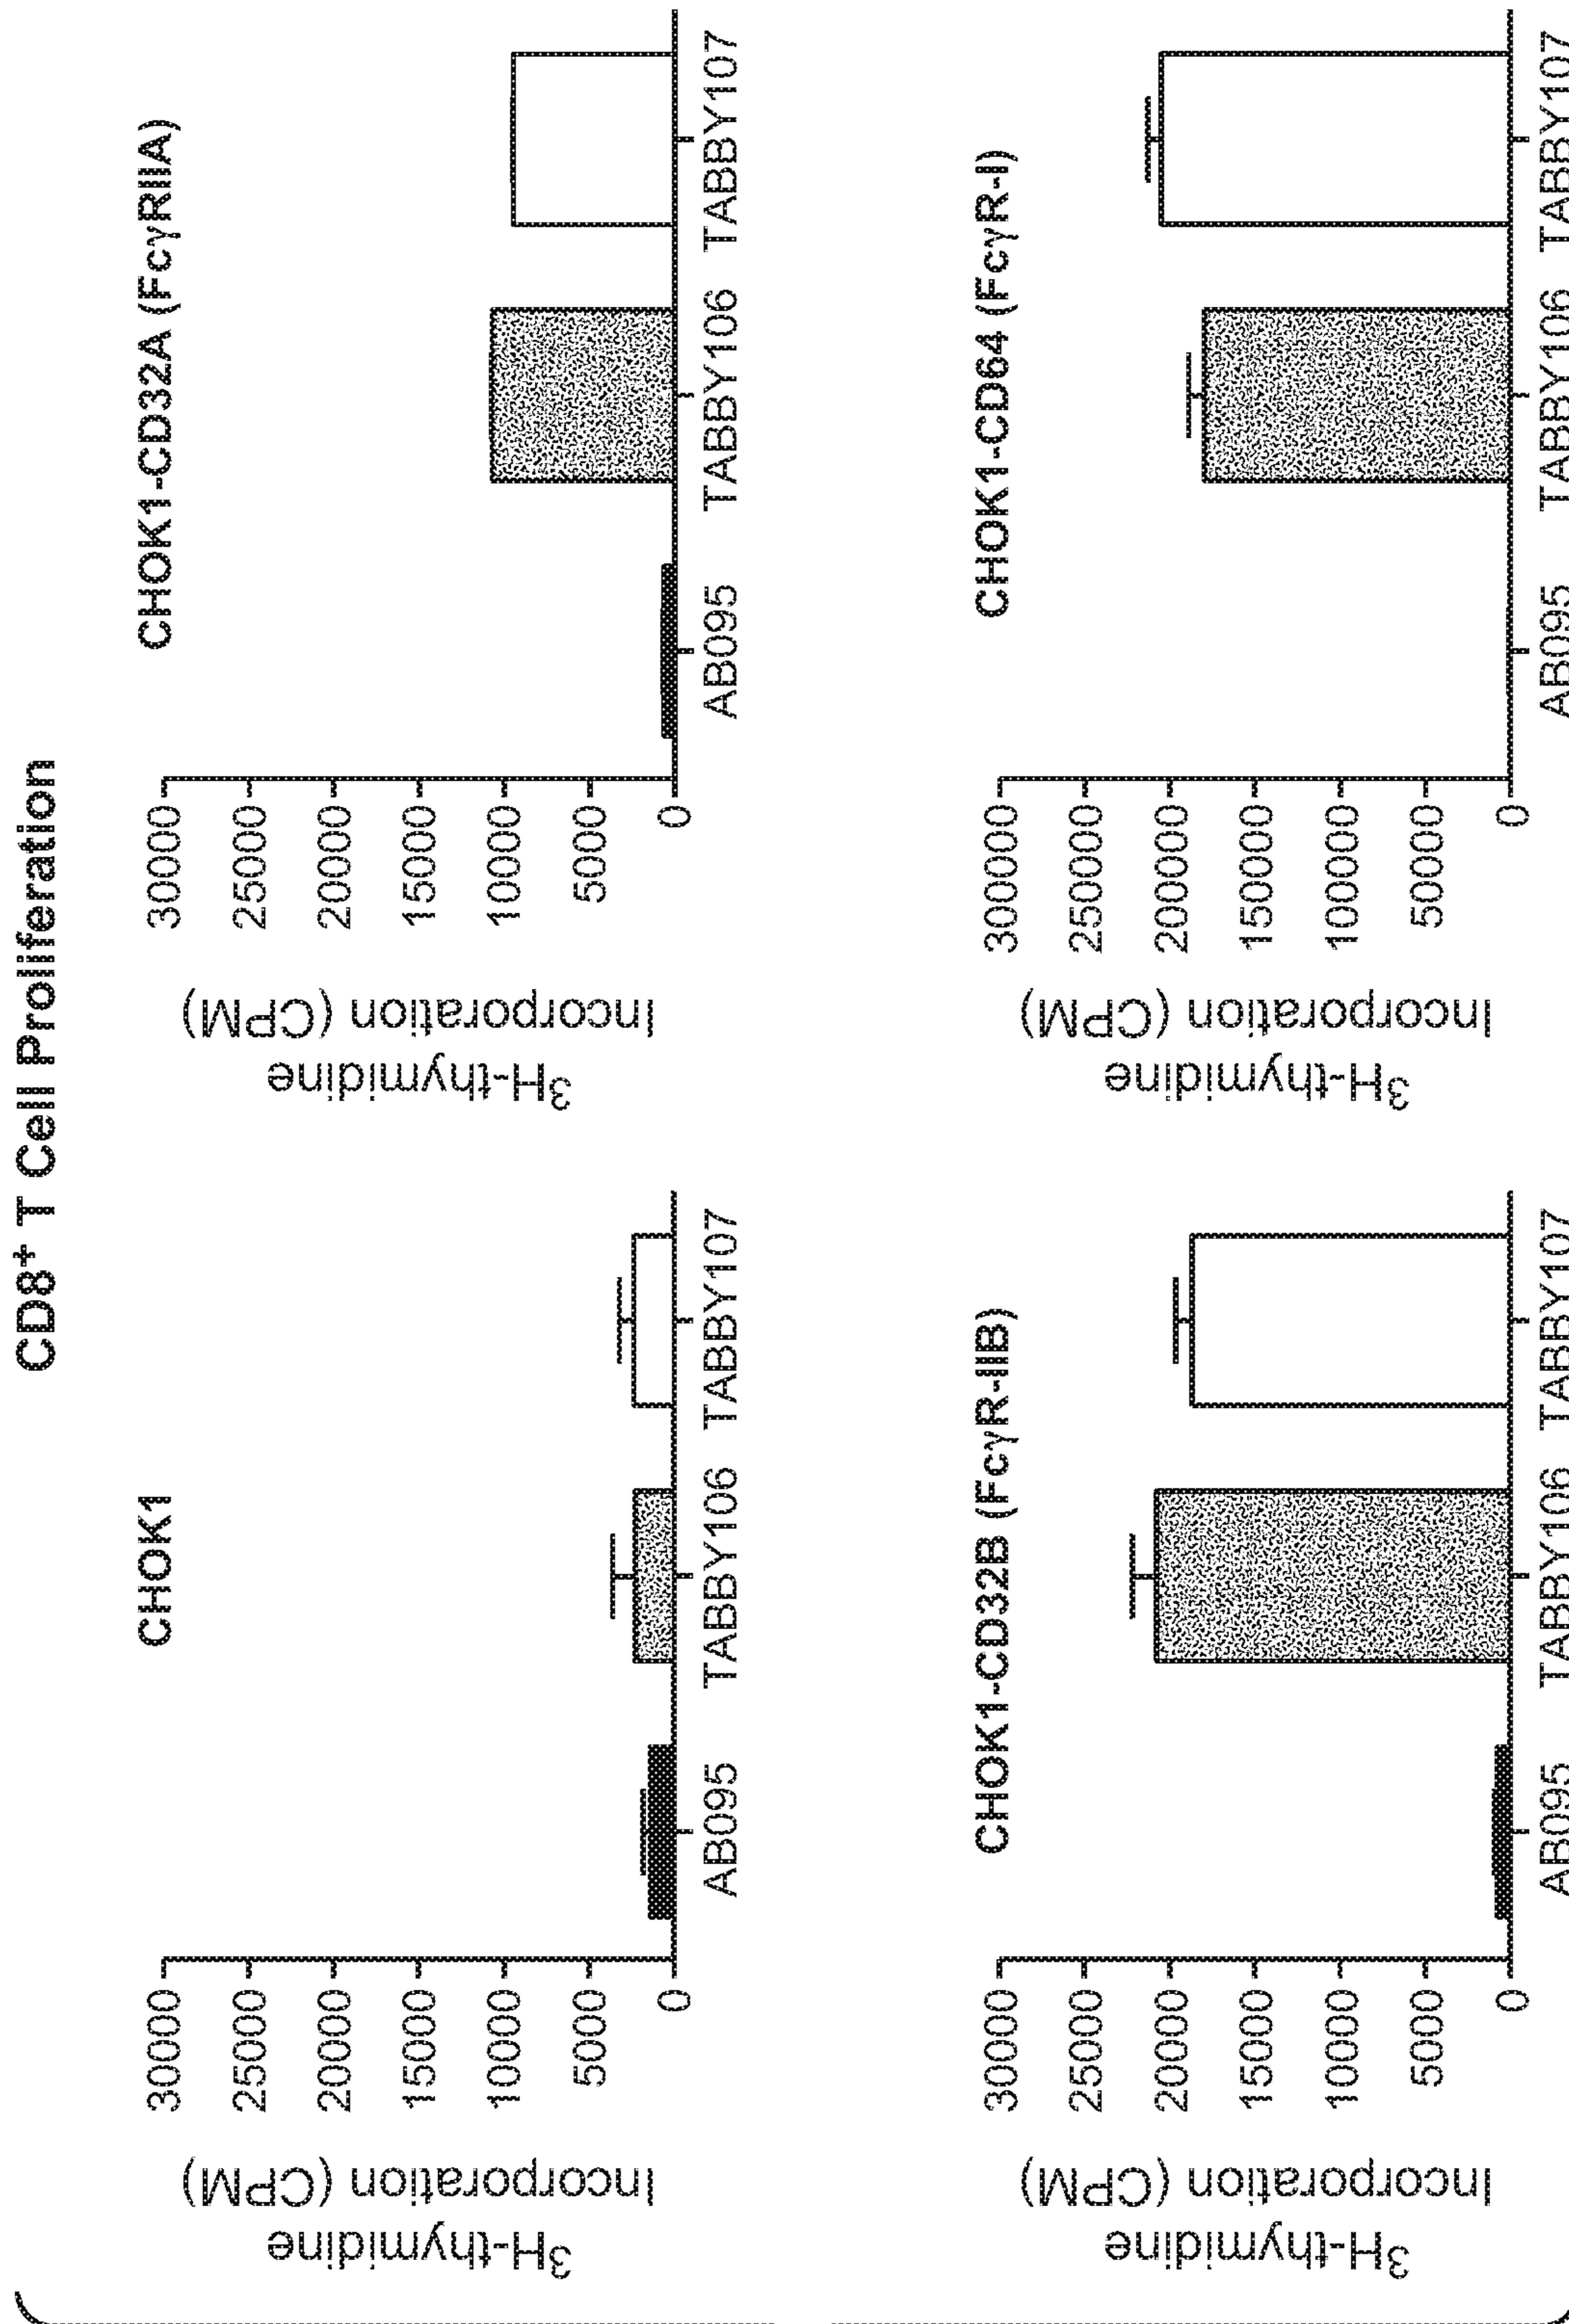 CD8+ T Cell Proliferation
CHOK1
3H-thymidine
Incorporation (CPM)
30000
25000
20000
15000
10000
5000
0
AB095 TABBY106 TABBY107
CHOK1-CD32A (FcγRIIA)
3H-thymidine
Incorporation (CPM)
30000
25000
20000
15000
10000
5000
0
AB095 TABBY106 TABBY107
CHOK1-CD32B (FcγR-IIB)
3H-thymidine
Incorporation (CPM)
30000
25000
20000
15000
10000
5000
0
AB095 TABBY106 TABBY107
CHOK1-CD64 (FcγR-I)
3H-thymidine
Incorporation (CPM)
300000
250000
200000
150000
100000
50000
0
AB095 TABBY106 TABBY107